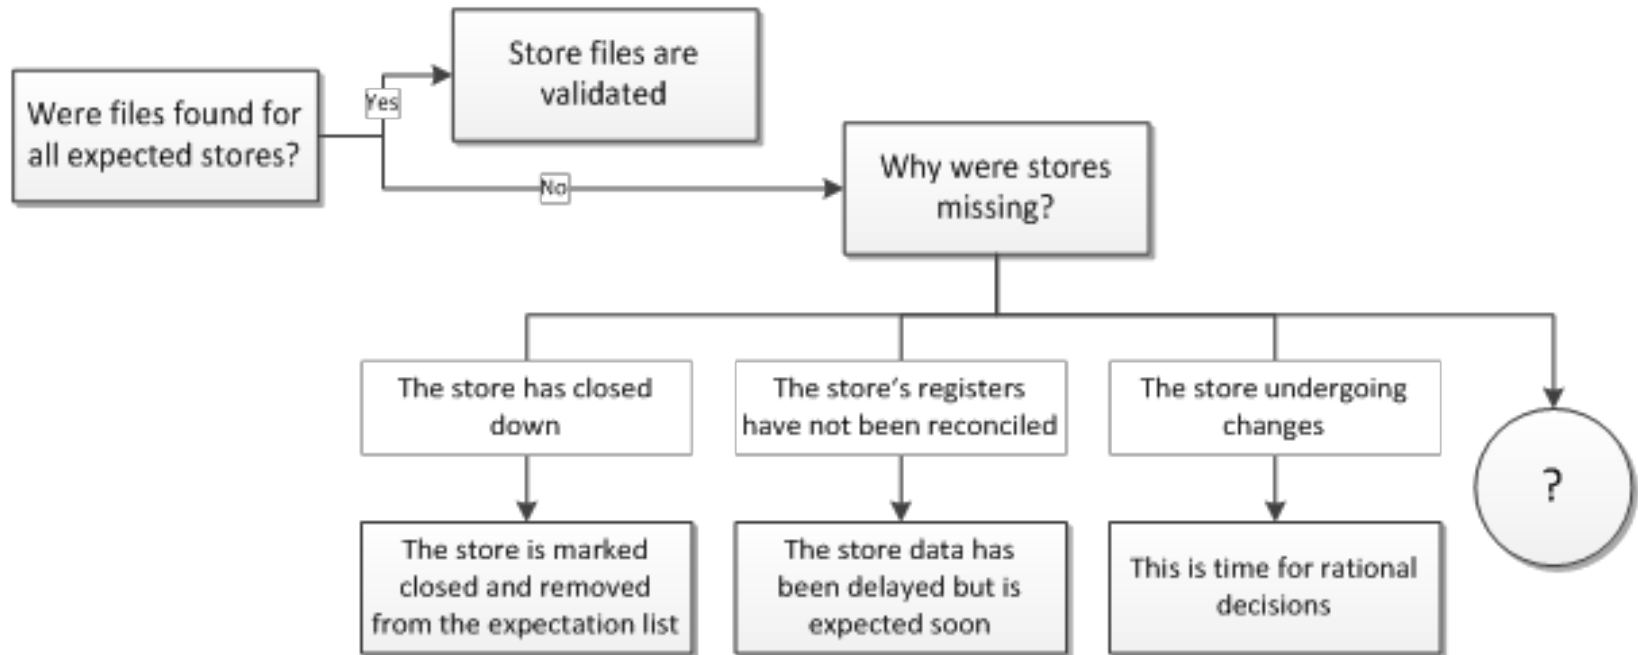 Were files found for
all expected stores?
Yes
Store files are
validated
No
Why were stores
missing?
The store has closed
down
The store's registers
have not been reconciled
The store undergoing
changes
?
The store is marked
closed and removed
from the expectation list
The store data has
been delayed but is
expected soon
This is time for rational
decisions